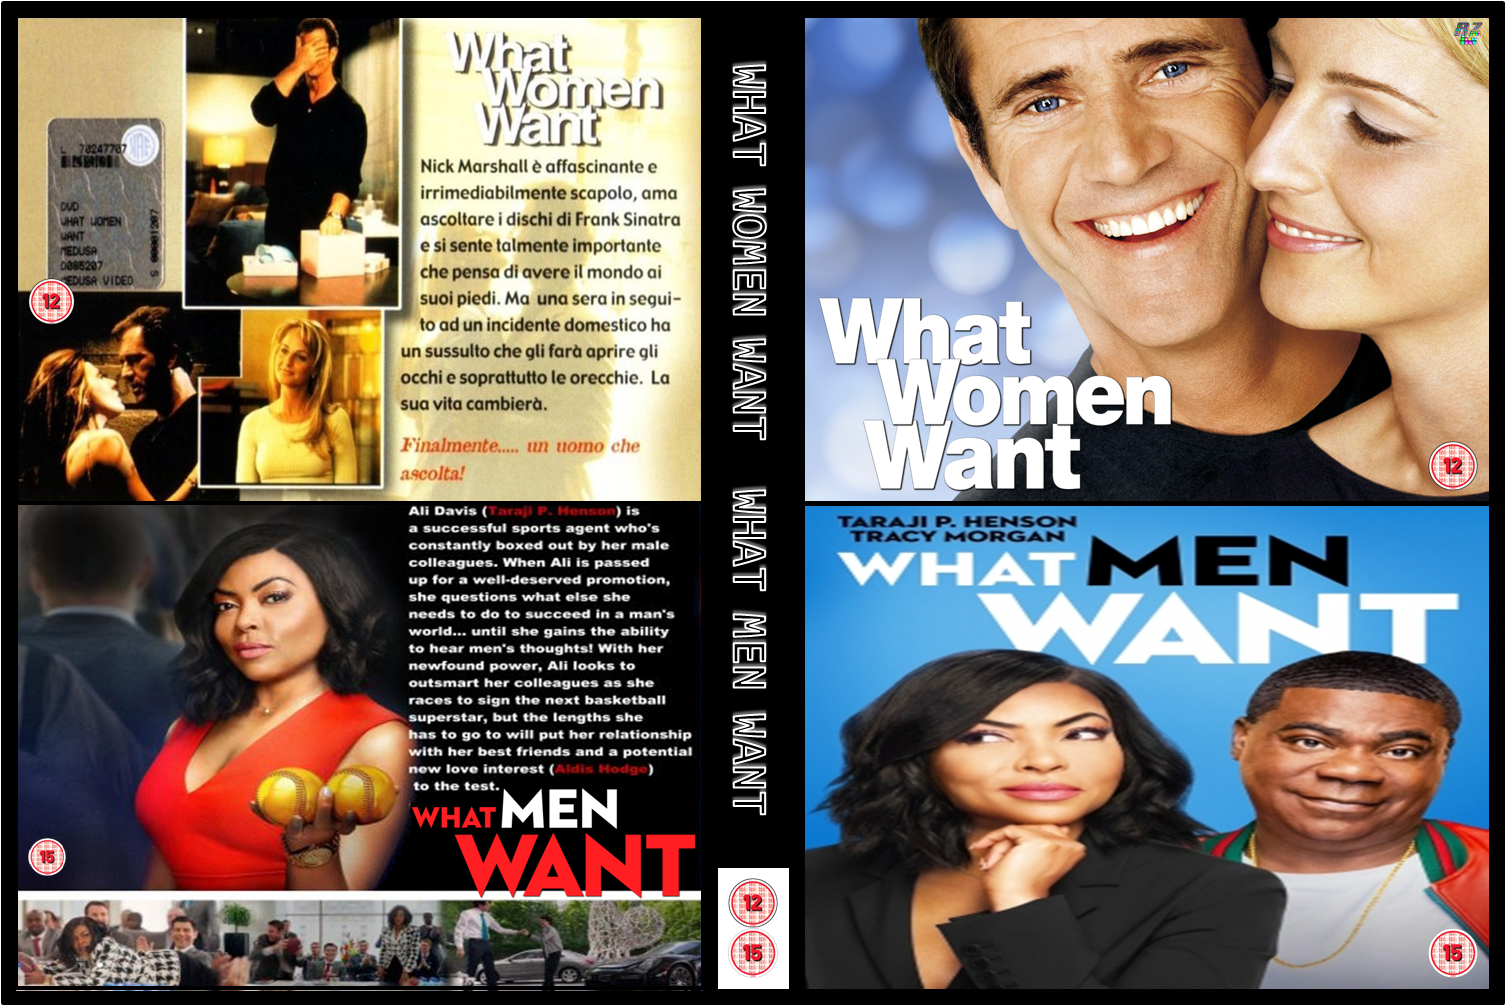 What
Women
Want
L 70247707
DVD
WHAT WOMEN
WANT
MEDUSA
D085207
MEDUSA VIDEO
S 00001207
12
Nick Marshall è affascinante e
irrimediabilmente scapolo, ama
ascoltare i dischi di Frank Sinatra
e si sente talmente importante
che pensa di avere il mondo ai
suoi piedi. Ma una sera in segui-
to ad un incidente domestico ha
un sussulto che gli farà aprire gli
occhi e soprattutto le orecchie. La
sua vita cambierà.
Finalmente..... un uomo che
ascolta!
Ali Davis (Taraji P. Henson) is
a successful sports agent who's
constantly boxed out by her male
colleagues. When Ali is passed
up for a well-deserved promotion,
she questions what else she
needs to do to succeed in a man's
world... until she gains the ability
to hear men's thoughts! With her
newfound power, Ali looks to
outsmart her colleagues as she
races to sign the next basketball
superstar, but the lengths she
has to go to will put her relationship
with her best friends and a potential
new love interest (Aldis Hodge)
to the test.
WHAT MEN
WANT
15
WHAT WOMEN WANT WHAT MEN WANT
12
15
RZ
What
Women
Want
12
TARAJI P. HENSON
TRACY MORGAN
WHAT MEN
WANT
15